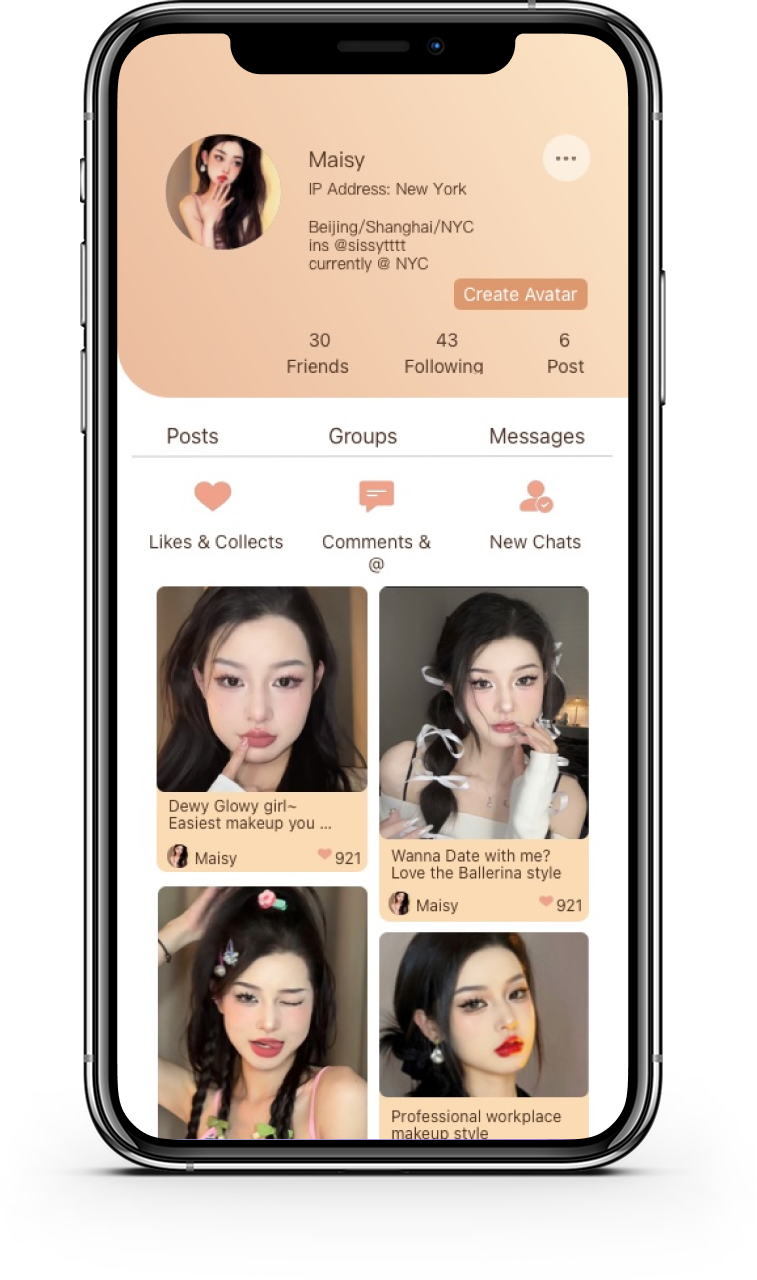 Maisy
IP Address: New York
Beijing/Shanghai/NYC
ins @sissytttt
currently @ NYC
Create Avatar
30
Friends
43
Following
6
Post
Posts
Groups
Messages
Likes & Collects
Comments &
@
New Chats
Dewy Glowy girl~
Easiest makeup you ...
Maisy
921
Wanna Date with me?
Love the Ballerina style
Maisy
921
Professional workplace
makeup style